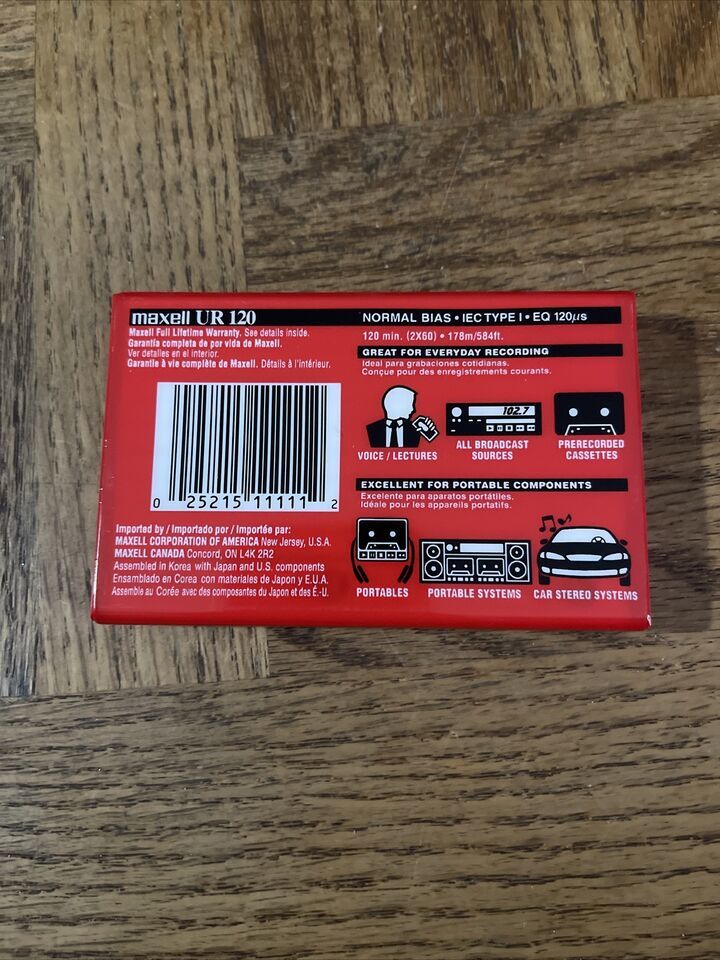 maxell UR 120
Maxell Full Lifetime Warranty. See details inside.
Garantía completa de por vida de Maxell.
Ver detalles en el interior.
Garantie à vie complète de Maxell. Détails à l'intérieur.
0 25215 11111 2
Imported by / Importado por / Importée par:
MAXELL CORPORATION OF AMERICA New Jersey, U.S.A.
MAXELL CANADA Concord, ON L4K 2R2
Assembled in Korea with Japan and U.S. components
Ensamblado en Corea con materiales de Japon y E.U.A.
Assemble au Corée avec des composantes du Japon et des É.-U.
NORMAL BIAS • IEC TYPE I • EQ 120µs
120 min. (2X60) • 178m/584ft.
GREAT FOR EVERYDAY RECORDING
Ideal para grabaciones cotidianas.
Conçue pour des enregistrements courants.
102.7
VOICE / LECTURES
ALL BROADCAST
SOURCES
PRERECORDED
CASSETTES
EXCELLENT FOR PORTABLE COMPONENTS
Excelente para aparatos portátiles.
Idéale pour les appareils portatifs.
PORTABLES
PORTABLE SYSTEMS
CAR STEREO SYSTEMS